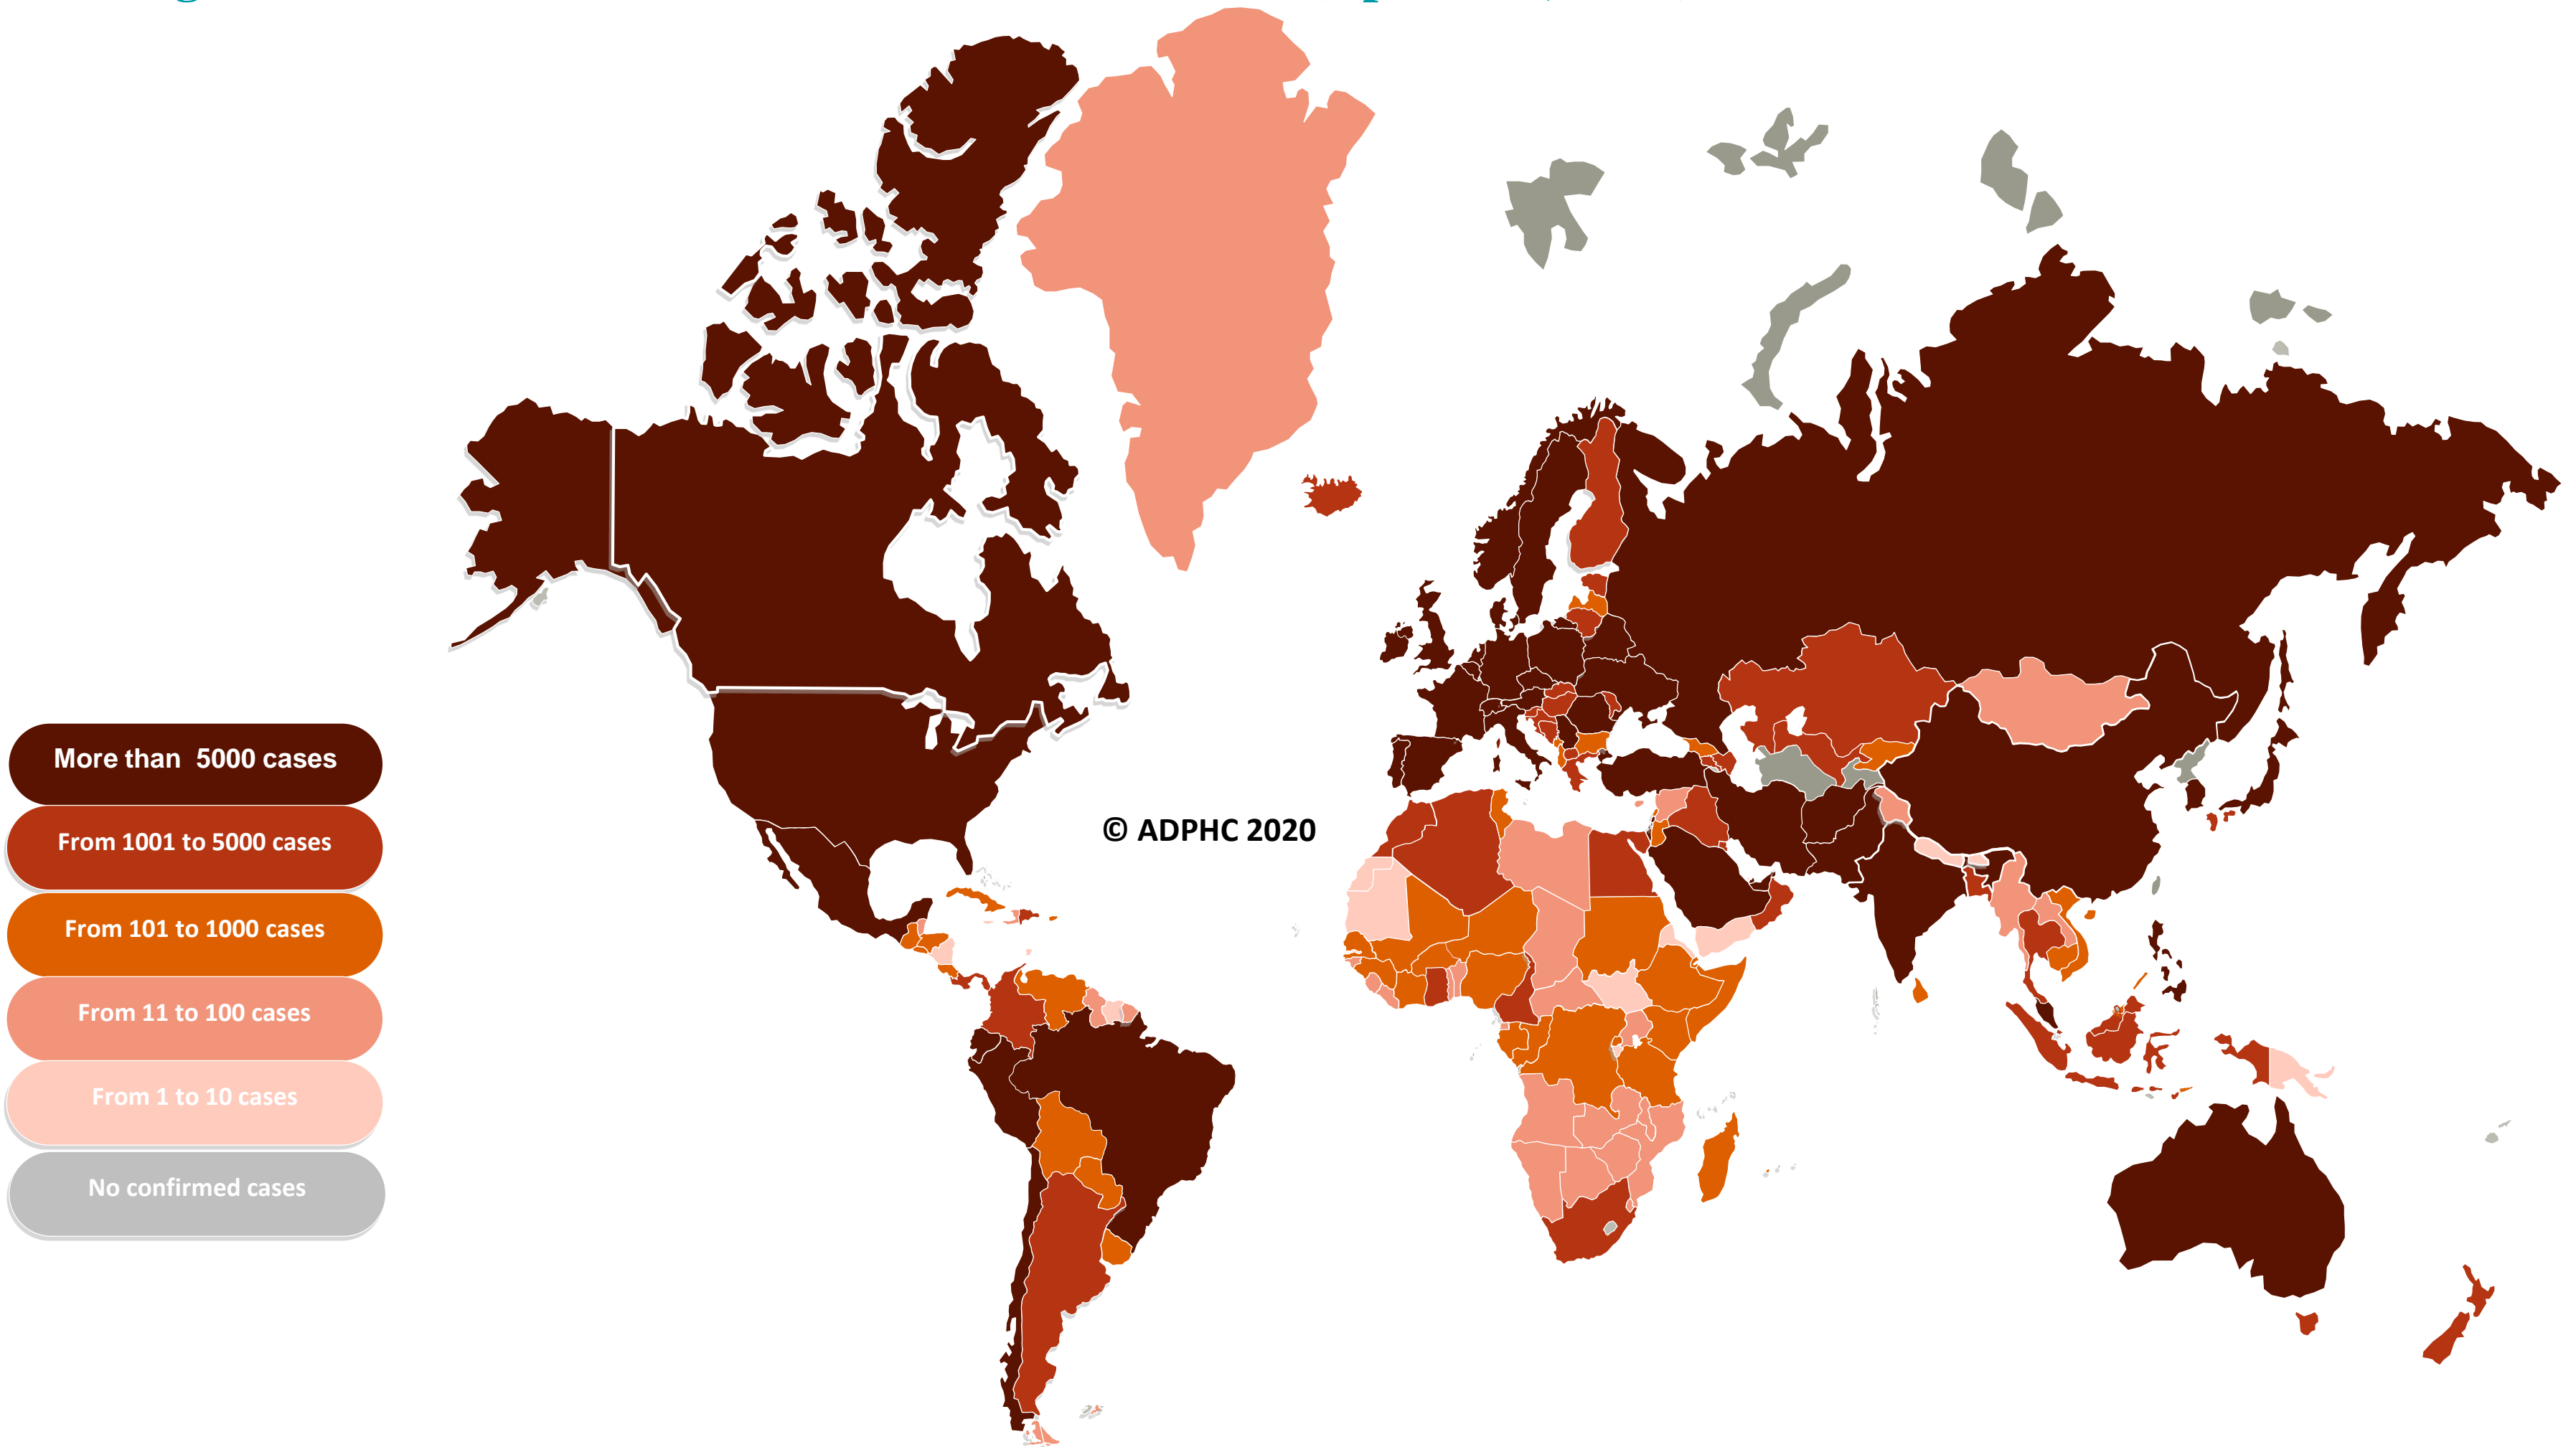 More than 5000 cases
From 1001 to 5000 cases
© ADPHC 2020
From 101 to 1000 cases
From 11 to 100 cases
From 1 to 10 cases
No confirmed cases